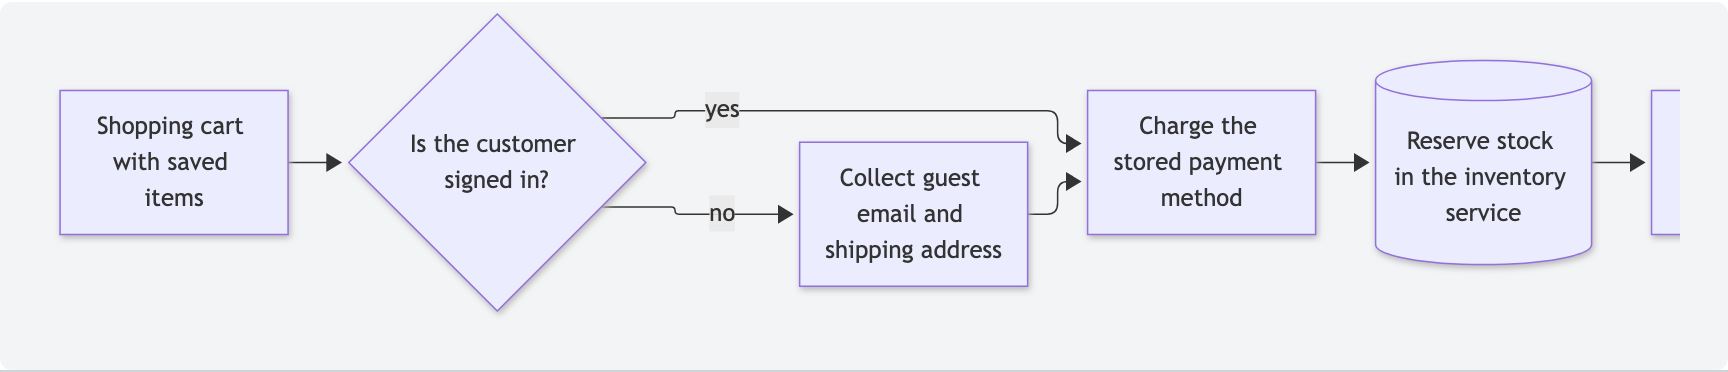 Shopping cart
with saved
items
Is the customer
signed in?
yes
no
Collect guest
email and
shipping address
Charge the
stored payment
method
Reserve stock
in the inventory
service